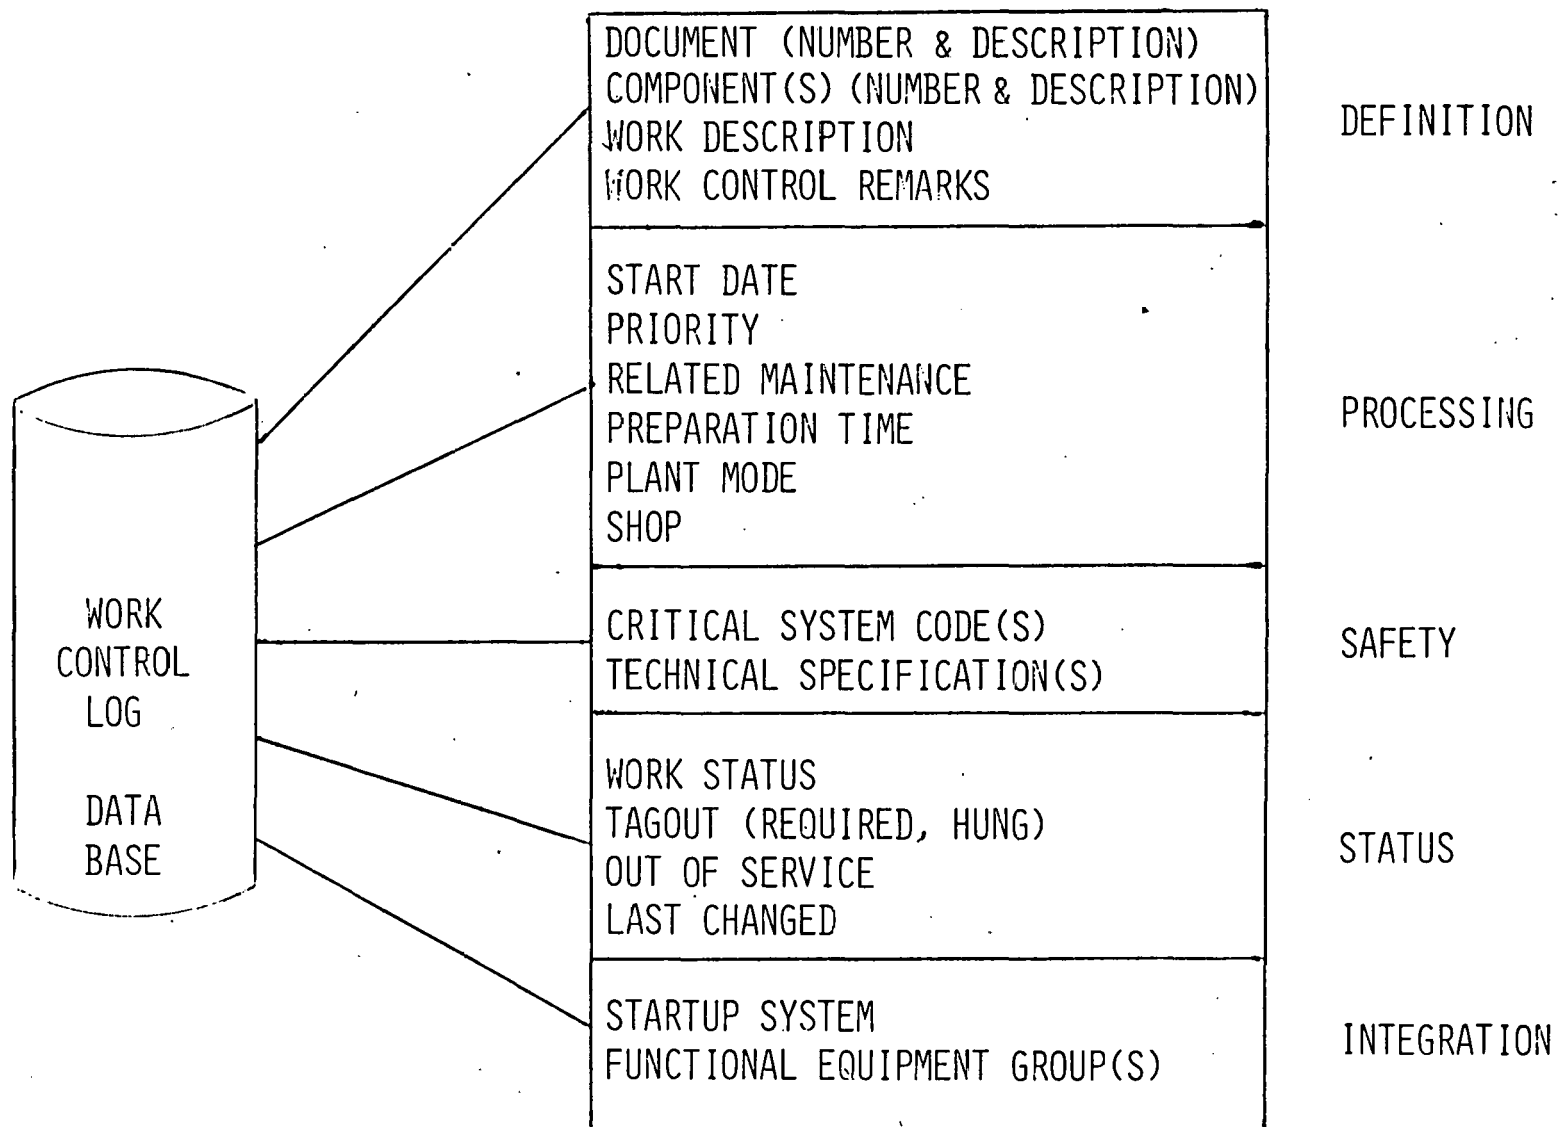 DOCUMENT (NUMBER & DESCRIPTION)
COMPONENT(S) (NUMBER & DESCRIPTION)
WORK DESCRIPTION
WORK CONTROL REMARKS
DEFINITION
START DATE
PRIORITY
RELATED MAINTENANCE
PREPARATION TIME
PLANT MODE
SHOP
PROCESSING
CRITICAL SYSTEM CODE(S)
TECHNICAL SPECIFICATION(S)
SAFETY
WORK STATUS
TAGOUT (REQUIRED, HUNG)
OUT OF SERVICE
LAST CHANGED
STATUS
STARTUP SYSTEM
FUNCTIONAL EQUIPMENT GROUP(S)
INTEGRATION
WORK
CONTROL
LOG
DATA
BASE